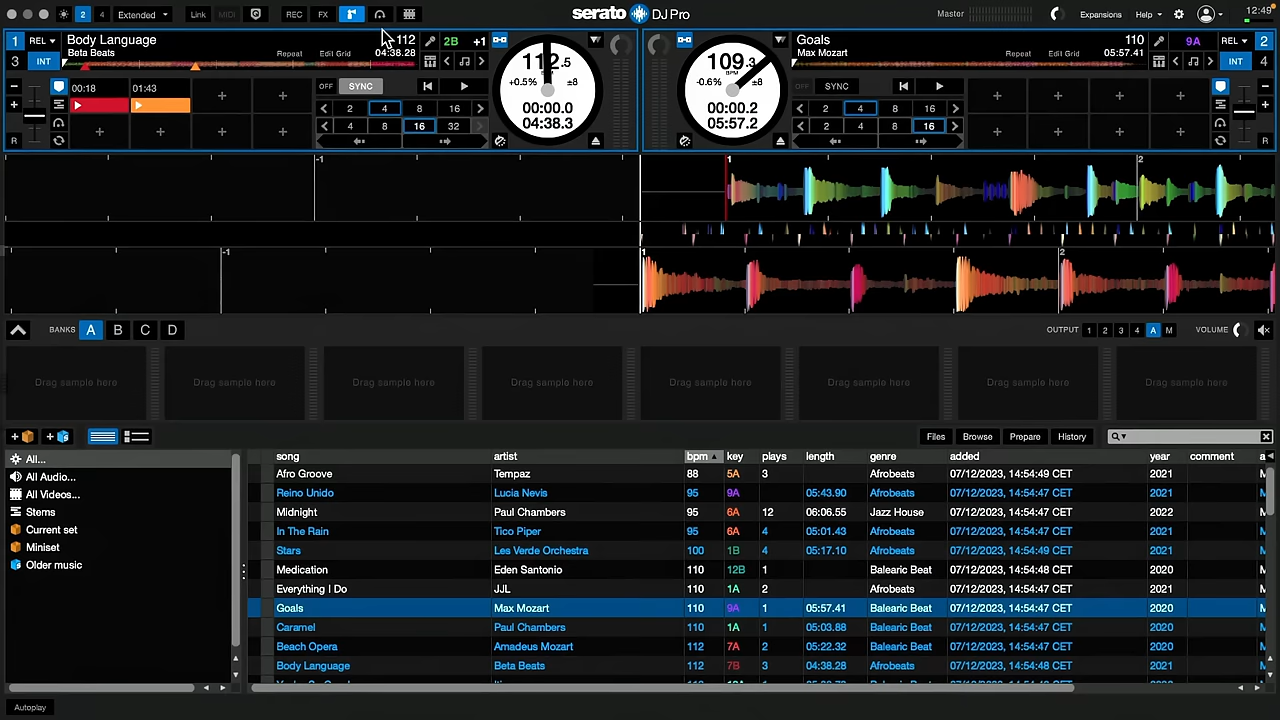 2 4 Extended Link MIDI REC FX serato DJ Pro Master Expansions Help 12:49
1 REL Body Language 112 2B +1
Beta Beats Repeat Edit Grid 04:38.28
3 INT
112.5
+0.5% BPM ±8
00:00.0
04:38.3
Goals 9A REL 2
Max Mozart Repeat Edit Grid 05:57.41
INT 4
109.3
-0.6% BPM ±8
00:00.2
05:57.2
00:18 01:43
OFF SYNC
2 4 8 16
4 8 16 32
R
OFF SYNC
1 2 4 8
2 4 8 16
R
-1 1 2
-1 1 2
BANKS A B C D OUTPUT 1 2 3 4 A M VOLUME
Drag sample here Drag sample here Drag sample here Drag sample here Drag sample here Drag sample here Drag sample here Drag sample here
Files Browse Prepare History
All...
All Audio...
All Videos...
Stems
Current set
Miniset
Older music
song artist bpm key plays length genre added year comment
Afro Groove Tempaz 88 5A 3 Afrobeats 07/12/2023, 14:54:49 CET 2021
Reino Unido Lucia Nevis 95 9A 05:43.90 Afrobeats 07/12/2023, 14:54:47 CET 2021
Midnight Paul Chambers 95 6A 12 06:06.55 Jazz House 07/12/2023, 14:54:47 CET 2022
In The Rain Tico Piper 95 6A 4 05:01.43 Afrobeats 07/12/2023, 14:54:47 CET 2021
Stars Les Verde Orchestra 100 1B 4 05:17.10 Afrobeats 07/12/2023, 14:54:49 CET 2021
Medication Eden Santonio 110 12B 1 Balearic Beat 07/12/2023, 14:54:48 CET 2020
Everything I Do JJL 110 1A 2 Afrobeats 07/12/2023, 14:54:47 CET 2021
Goals Max Mozart 110 9A 1 05:57.41 Balearic Beat 07/12/2023, 14:54:47 CET 2020
Caramel Paul Chambers 110 1A 1 05:03.88 Balearic Beat 07/12/2023, 14:54:47 CET 2020
Beach Opera Amadeus Mozart 112 7A 2 05:22.32 Balearic Beat 07/12/2023, 14:54:47 CET 2020
Body Language Beta Beats 112 7B 3 04:38.28 Afrobeats 07/12/2023, 14:54:48 CET 2021
Autoplay